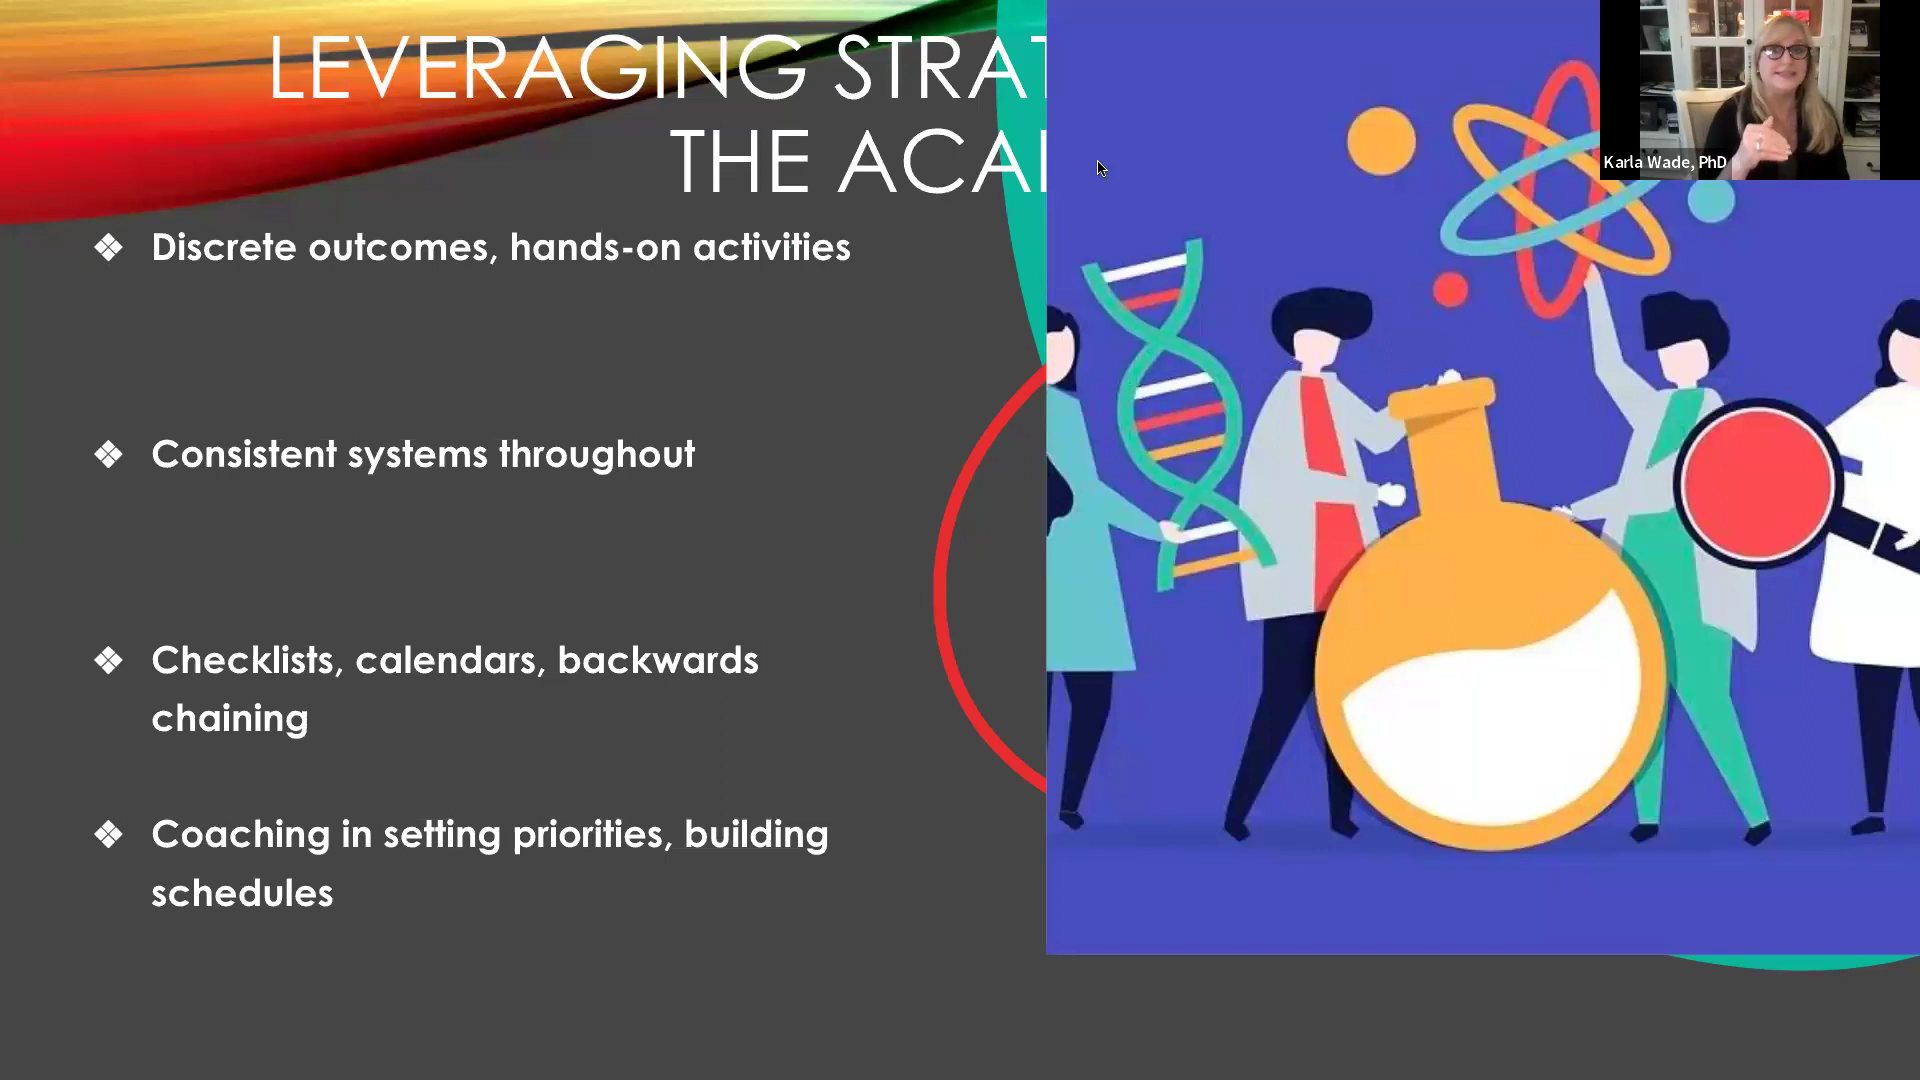 LEVERAGING STRAT
THE ACAI
❖ Discrete outcomes, hands-on activities
❖ Consistent systems throughout
❖ Checklists, calendars, backwards
chaining
❖ Coaching in setting priorities, building
schedules
Karla Wade, PhD